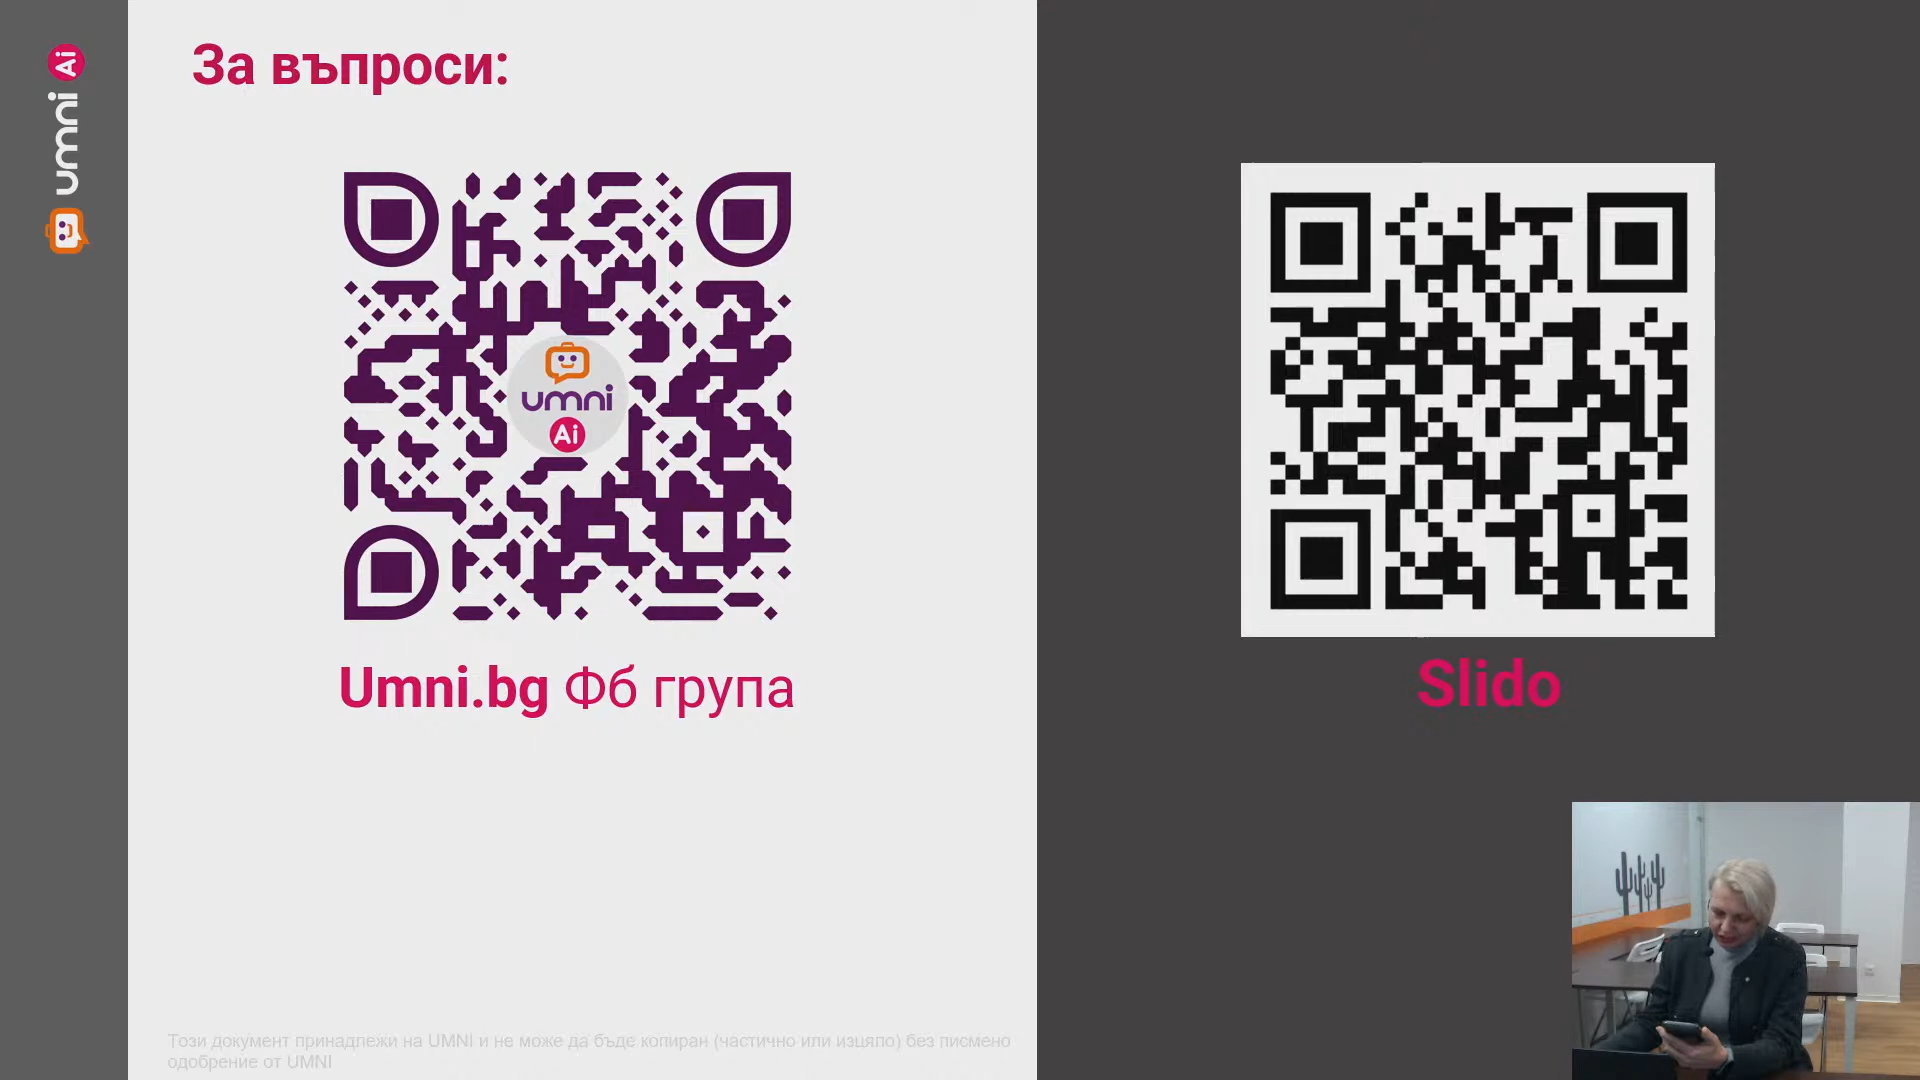 umni Ai
За въпроси:
umni
Ai
Umni.bg Фб група
Slido
Този документ принадлежи на UMNI и не може да бъде копиран (частично или изцяло) без писмено
одобрение от UMNI